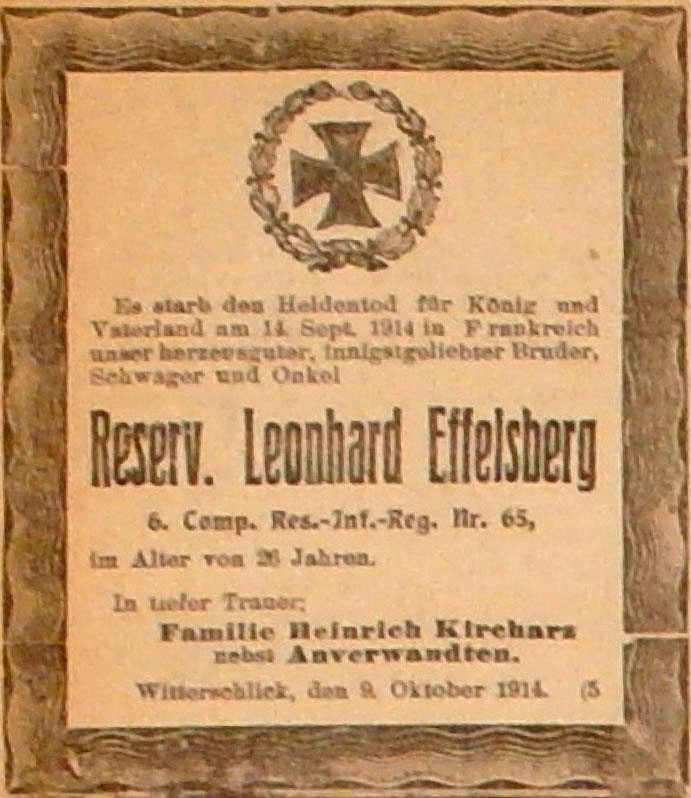 Es starb den Heldentod für König und
Vaterland am 14. Sept. 1914 in Frankreich
unser herzensguter, innigstgeliebter Bruder,
Schwager und Onkel
Reserv. Leonhard Effelsberg
6. Comp. Res.-Inf.-Reg. Nr. 65,
im Alter von 26 Jahren.
In tiefer Trauer:
Familie Heinrich Kircharz
nebst Anverwandten.
Witterschlick, den 9. Oktober 1914. (5